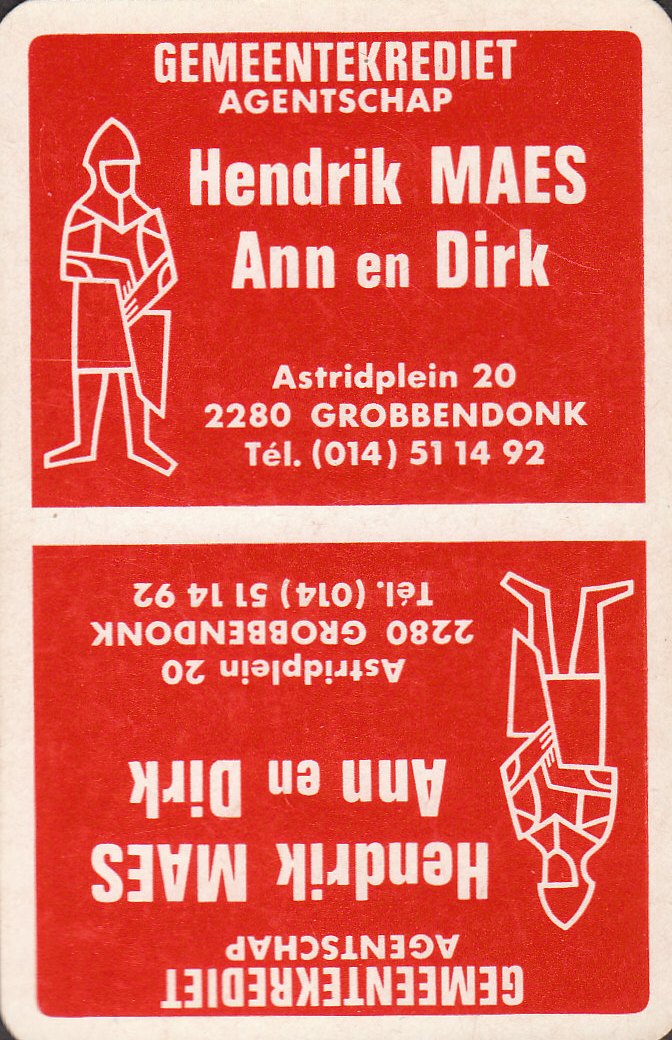 GEMEENTEKREDIET
AGENTSCHAP
Hendrik MAES
Ann en Dirk
Astridplein 20
2280 GROBBENDONK
Tél. (014) 51 14 92
GEMEENTEKREDIET
AGENTSCHAP
Hendrik MAES
Ann en Dirk
Astridplein 20
2280 GROBBENDONK
Tél. (014) 51 14 92